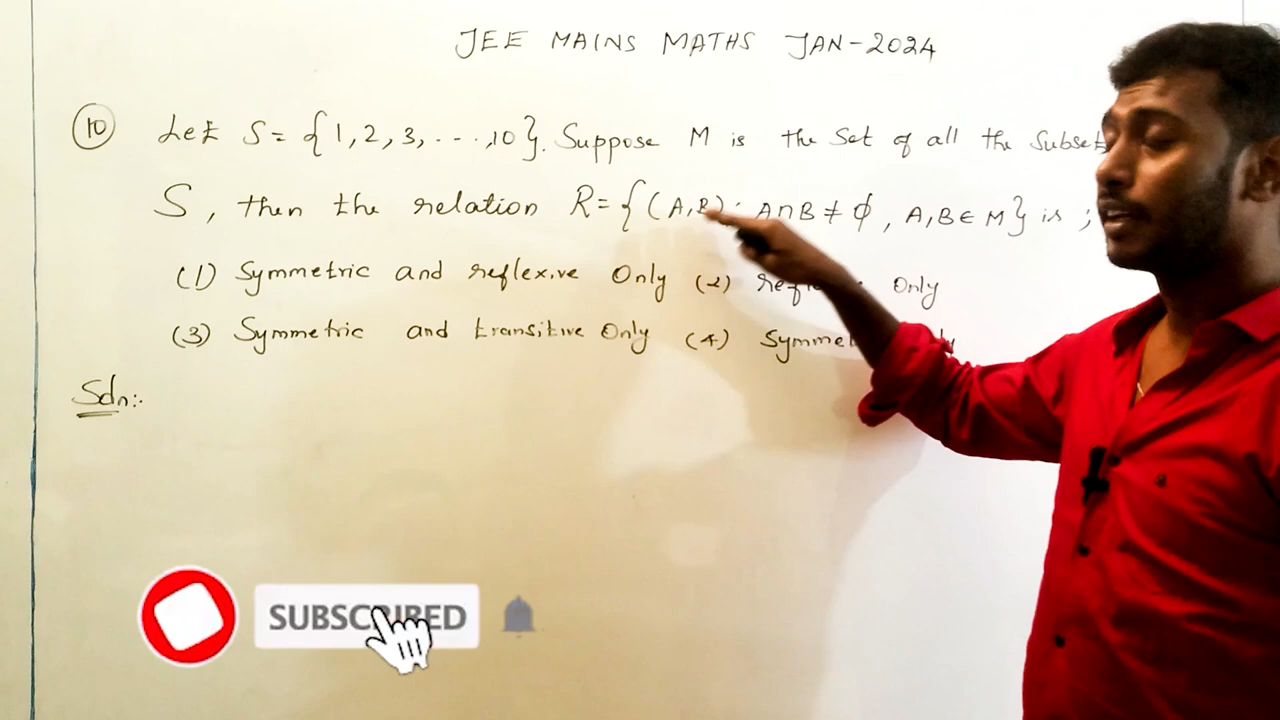 JEE MAINS MATHS JAN-2024
(10) Let S = {1, 2, 3, ----, 10}. Suppose M is the Set of all the Subset
S, then the relation R = {(A,B): A∩B ≠ ϕ, A,B ∈ M} is ;
(1) Symmetric and reflexive Only (2) Only
(3) Symmetric and transitive Only (4)
Soln:-
SUBSCRIBED